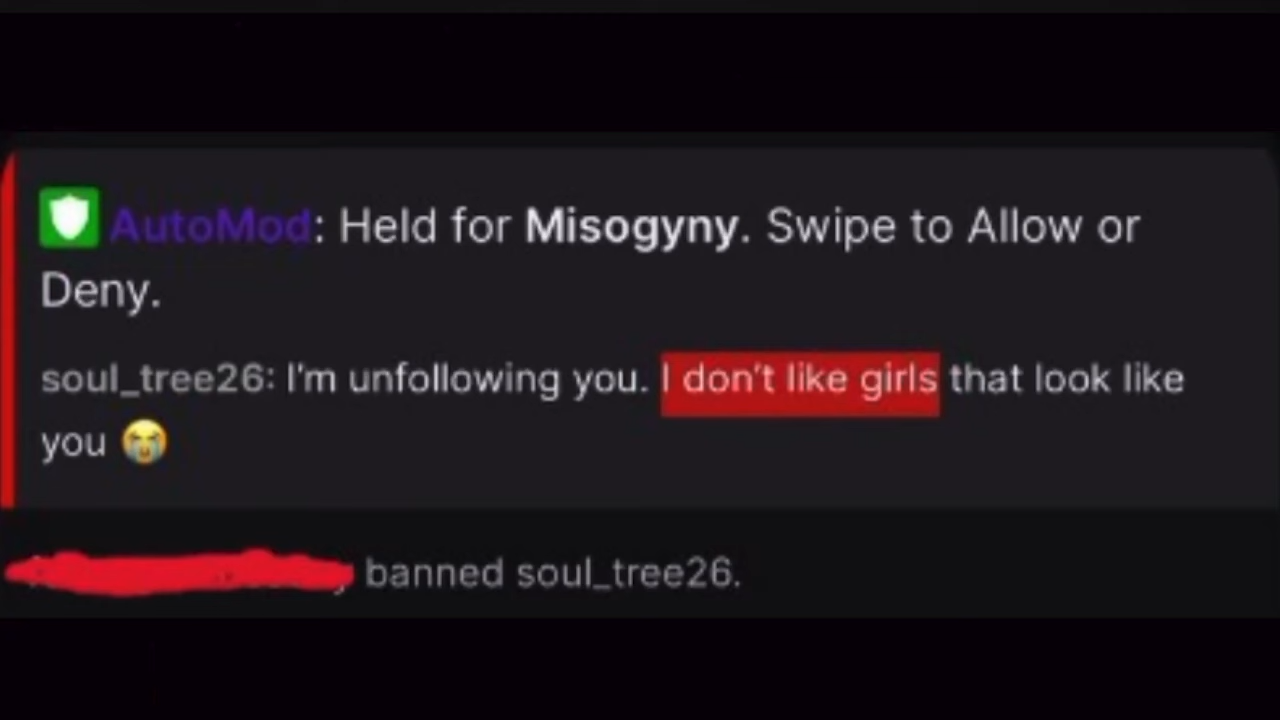 AutoMod: Held for Misogyny. Swipe to Allow or
Deny.
soul_tree26: I'm unfollowing you. I don't like girls that look like
you 😭
banned soul_tree26.